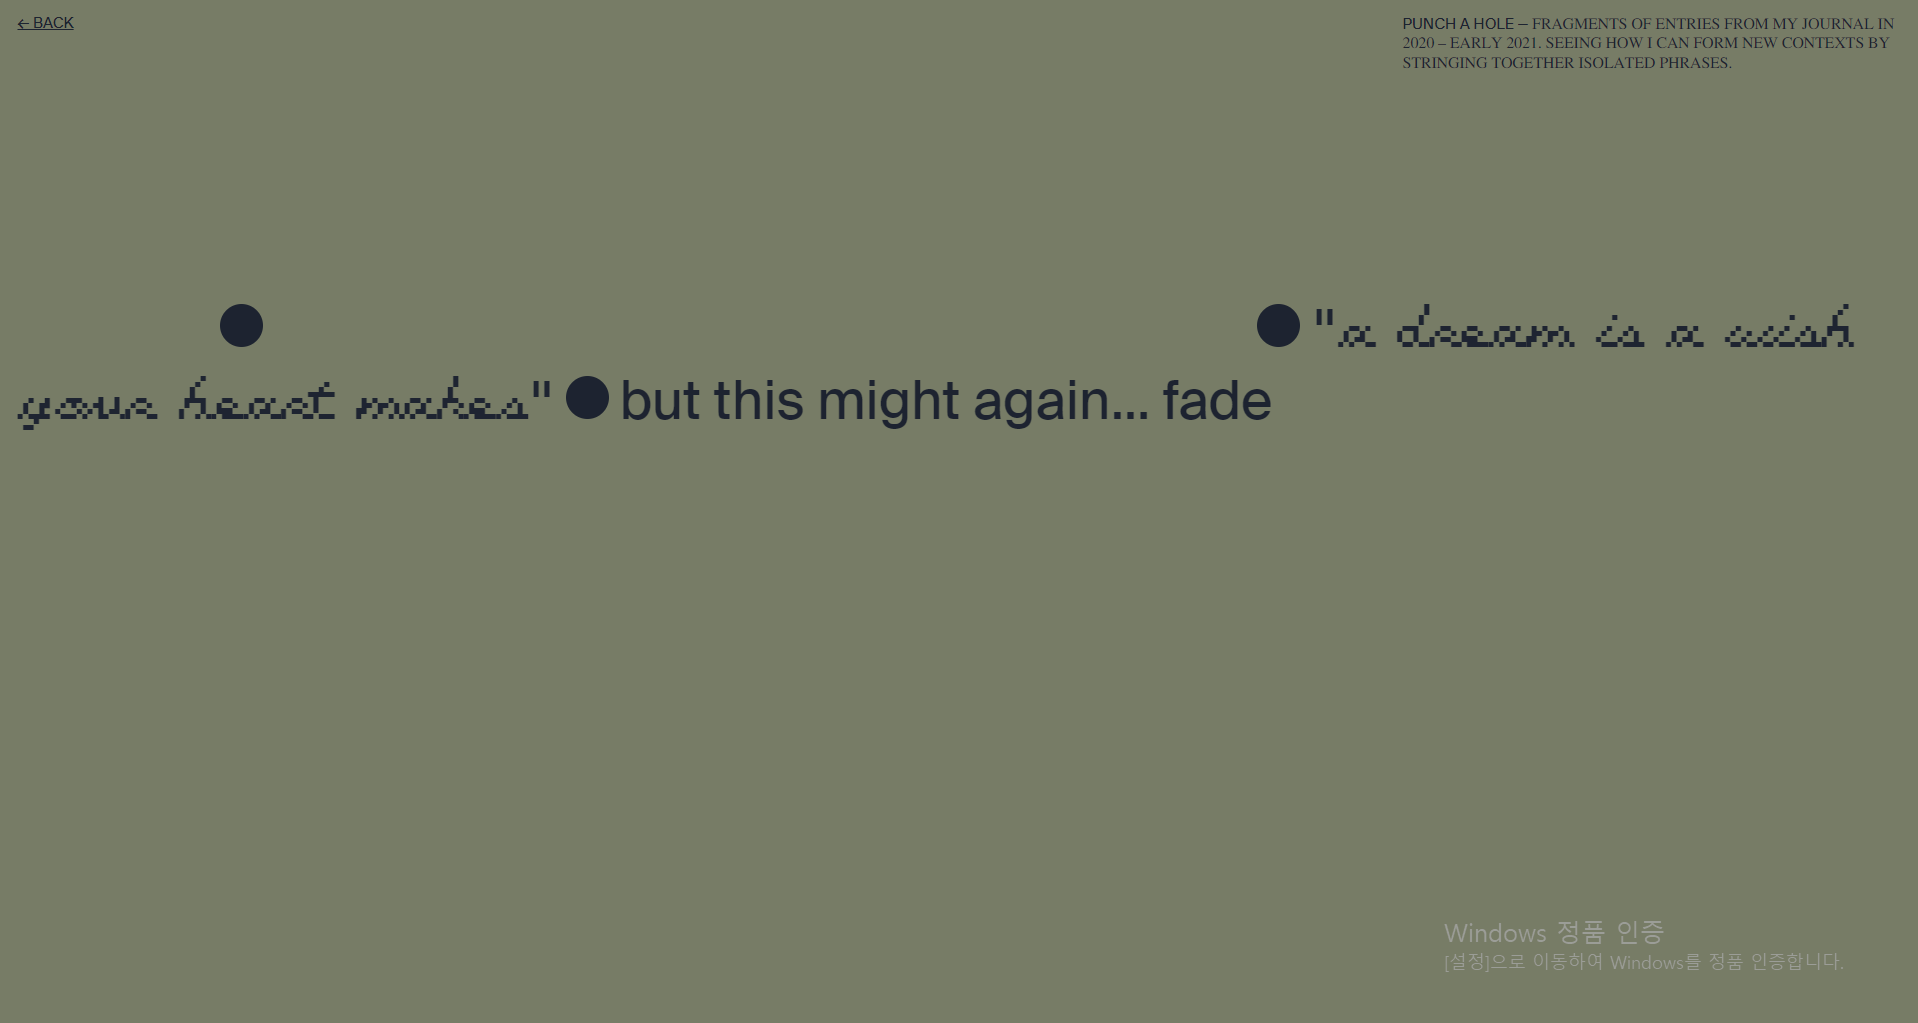 ← BACK
PUNCH A HOLE — FRAGMENTS OF ENTRIES FROM MY JOURNAL IN
2020 – EARLY 2021. SEEING HOW I CAN FORM NEW CONTEXTS BY
STRINGING TOGETHER ISOLATED PHRASES.
● ● "a dream is a wish
your heart makes" ● but this might again... fade
Windows 정품 인증
[설정]으로 이동하여 Windows를 정품 인증합니다.